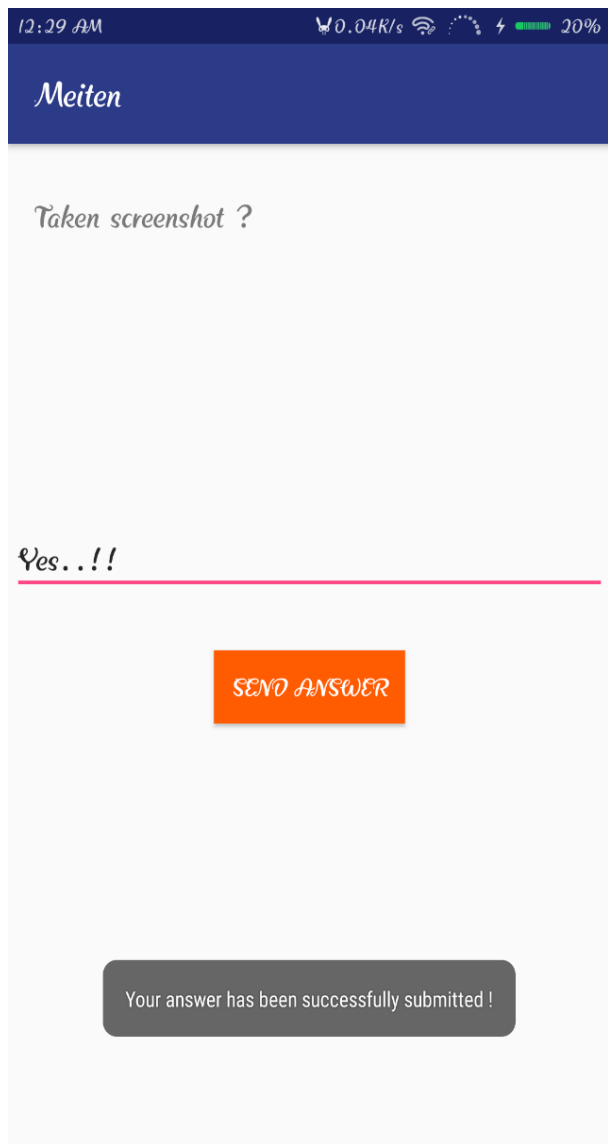 12:29 AM 0.04K/s 20%
Meiten
Taken screenshot ?
Yes..!!
SEND ANSWER
Your answer has been successfully submitted !